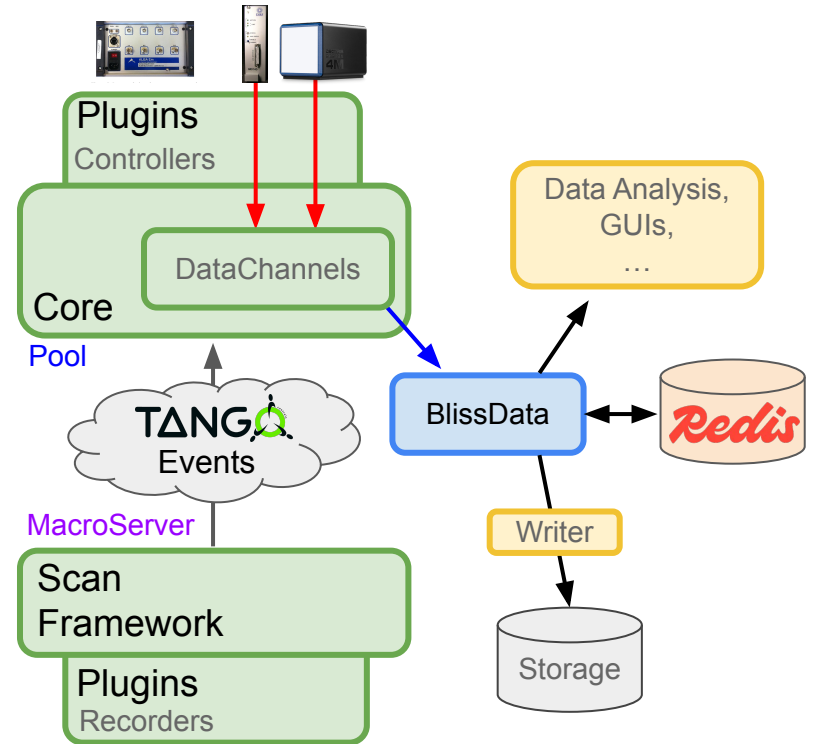 4M
Plugins
Controllers
DataChannels
Core
Pool
TANGO
Events
MacroServer
Scan
Framework
Plugins
Recorders
Data Analysis,
GUIs,
…
BlissData
Redis
Writer
Storage